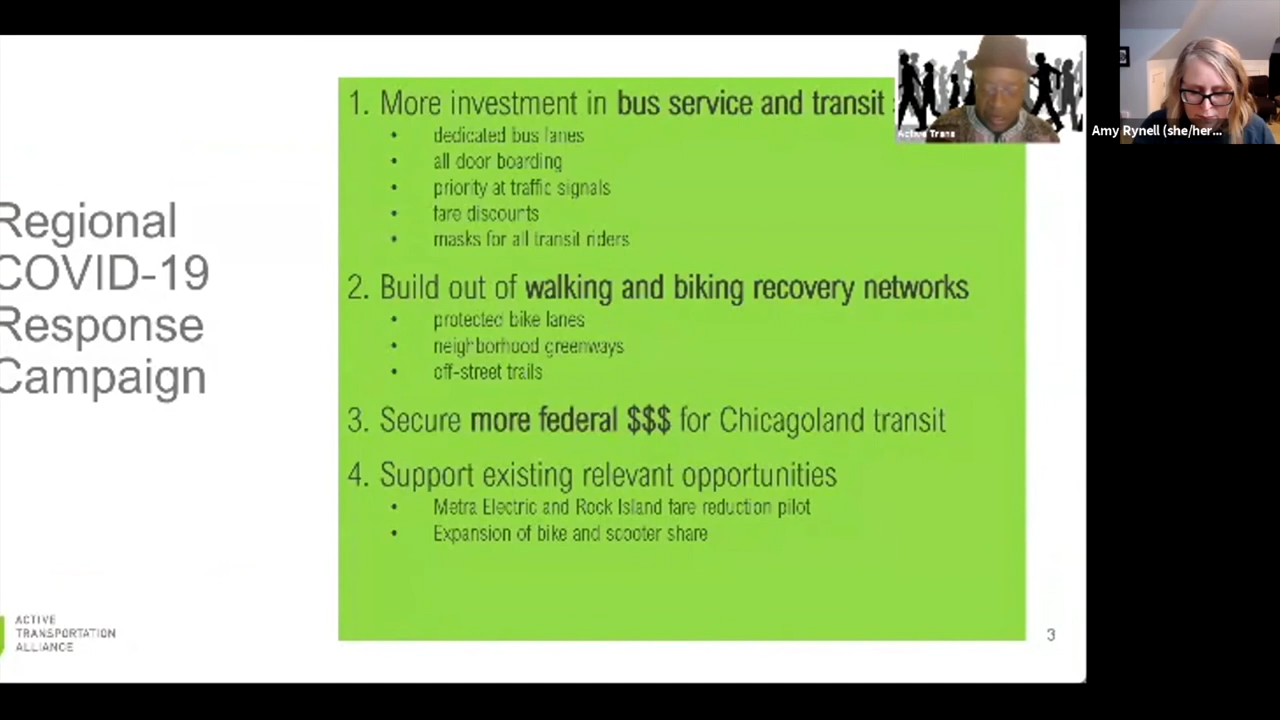 Regional
COVID-19
Response
Campaign
1. More investment in bus service and transit
• dedicated bus lanes
• all door boarding
• priority at traffic signals
• fare discounts
• masks for all transit riders
2. Build out of walking and biking recovery networks
• protected bike lanes
• neighborhood greenways
• off-street trails
3. Secure more federal $$$ for Chicagoland transit
4. Support existing relevant opportunities
• Metra Electric and Rock Island fare reduction pilot
• Expansion of bike and scooter share
ACTIVE
TRANSPORTATION
ALLIANCE
3
Active Trans
Amy Rynell (she/her...